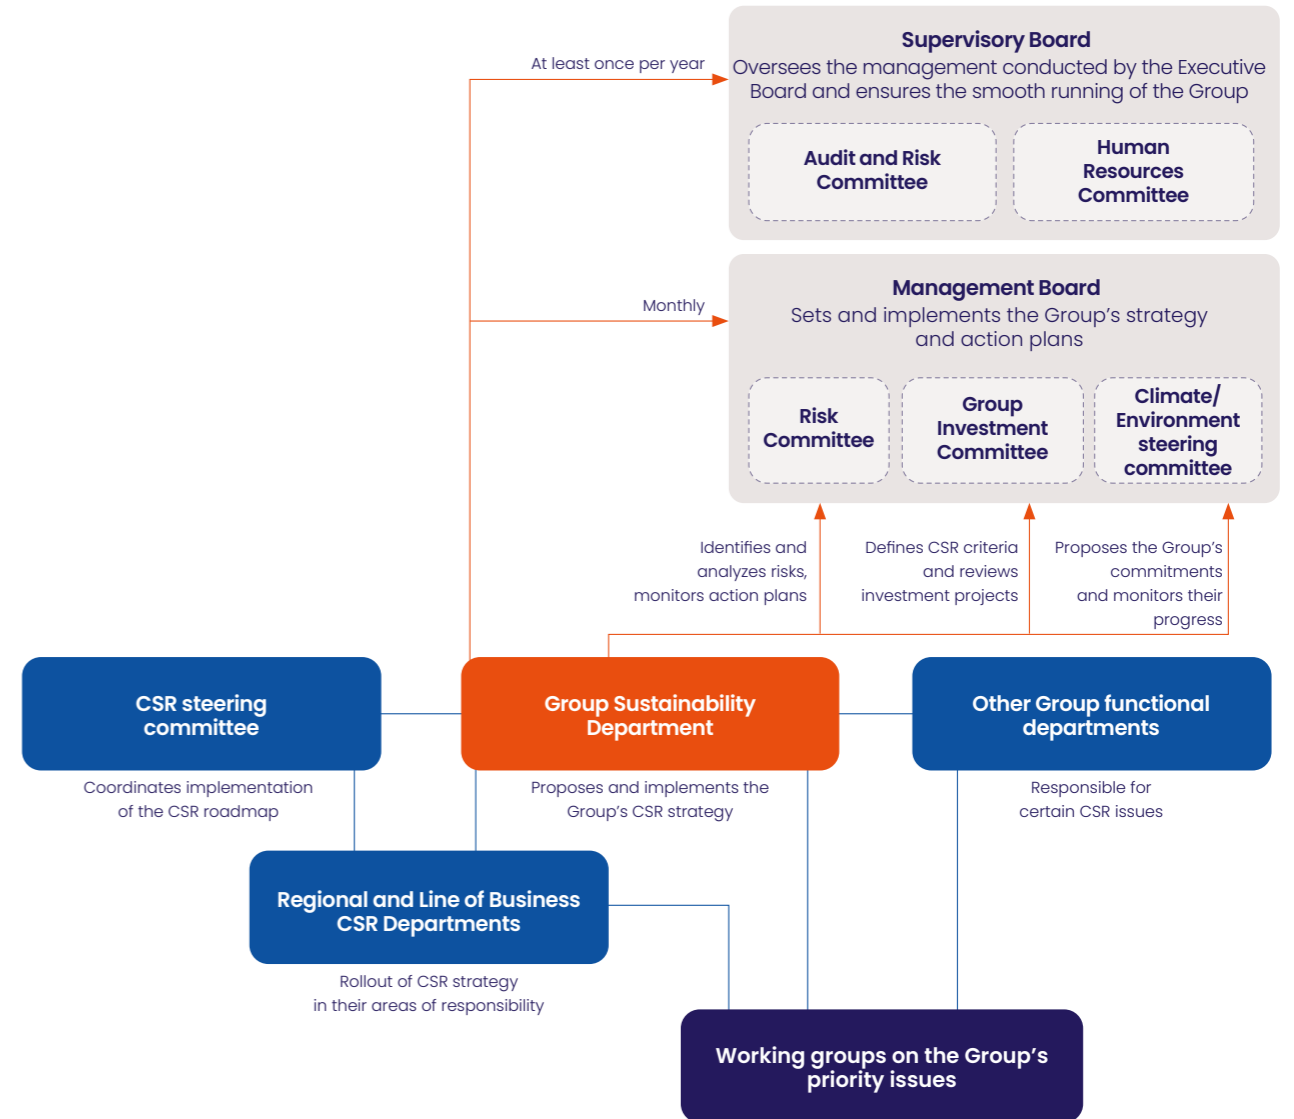 At least once per year
Supervisory Board
Oversees the management conducted by the Executive
Board and ensures the smooth running of the Group
Audit and Risk
Committee
Human
Resources
Committee
Monthly
Management Board
Sets and implements the Group’s strategy
and action plans
Risk
Committee
Group
Investment
Committee
Climate/
Environment
steering
committee
Identifies and
analyzes risks,
monitors action plans
Defines CSR criteria
and reviews
investment projects
Proposes the Group’s
commitments
and monitors their
progress
CSR steering
committee
Coordinates implementation
of the CSR roadmap
Group Sustainability
Department
Proposes and implements the
Group’s CSR strategy
Other Group functional
departments
Responsible for
certain CSR issues
Regional and Line of Business
CSR Departments
Rollout of CSR strategy
in their areas of responsibility
Working groups on the Group’s
priority issues